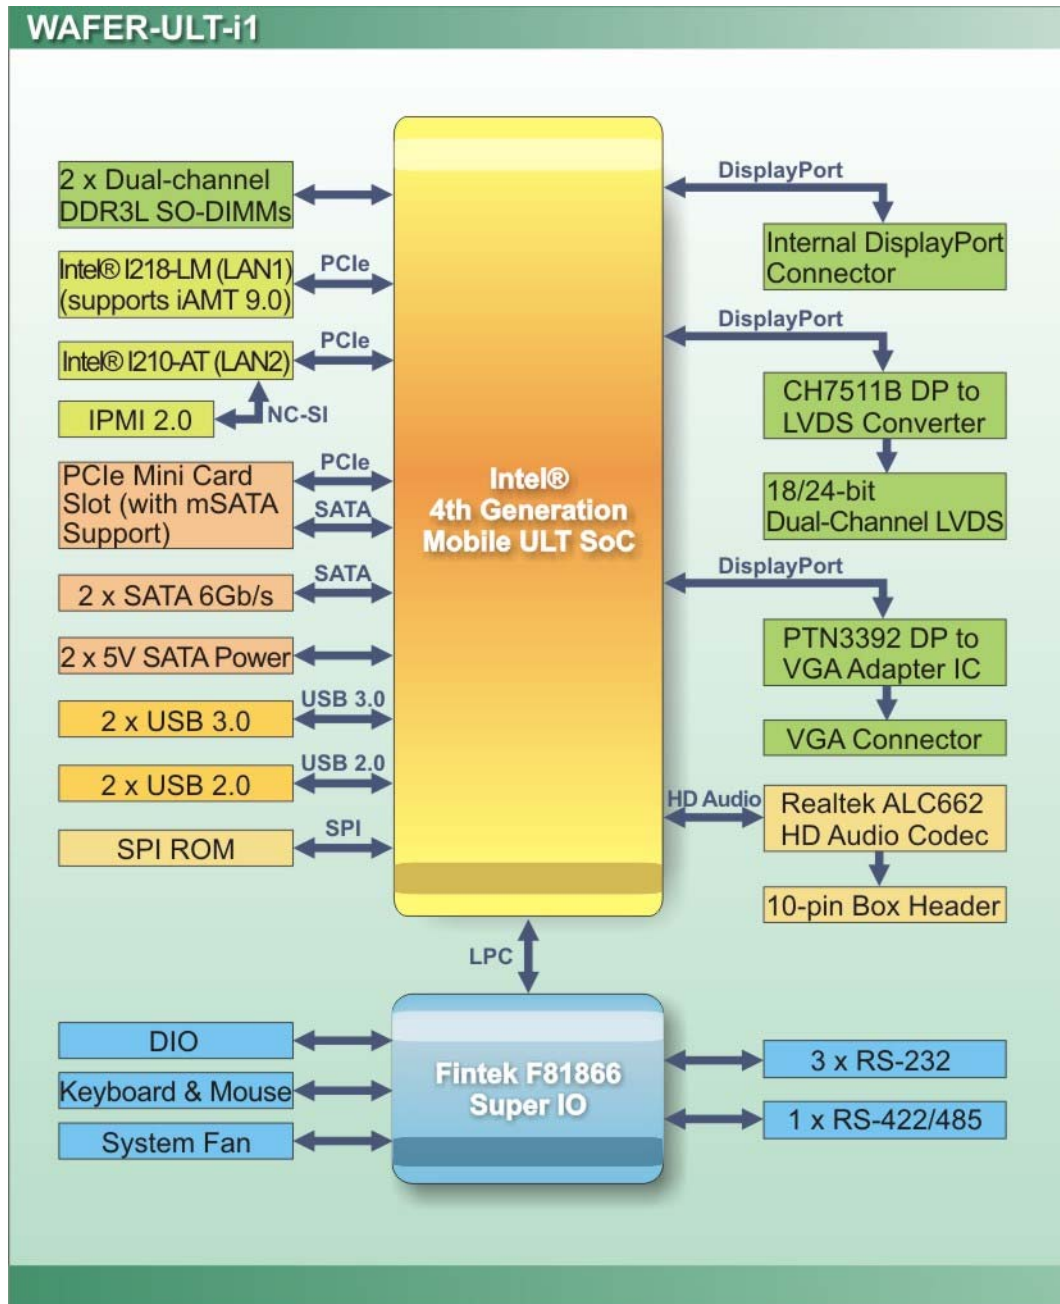 WAFER-ULT-i1
2 x Dual-channel
DDR3L SO-DIMMs
Intel® I218-LM (LAN1)
(supports iAMT 9.0)
PCIe
Intel® I210-AT (LAN2)
PCIe
IPMI 2.0
NC-SI
PCIe Mini Card
Slot (with mSATA
Support)
PCIe
SATA
2 x SATA 6Gb/s
SATA
2 x 5V SATA Power
2 x USB 3.0
USB 3.0
2 x USB 2.0
USB 2.0
SPI ROM
SPI
Intel®
4th Generation
Mobile ULT SoC
DisplayPort
Internal DisplayPort
Connector
DisplayPort
CH7511B DP to
LVDS Converter
18/24-bit
Dual-Channel LVDS
DisplayPort
PTN3392 DP to
VGA Adapter IC
VGA Connector
HD Audio
Realtek ALC662
HD Audio Codec
10-pin Box Header
LPC
DIO
Keyboard & Mouse
System Fan
Fintek F81866
Super IO
3 x RS-232
1 x RS-422/485